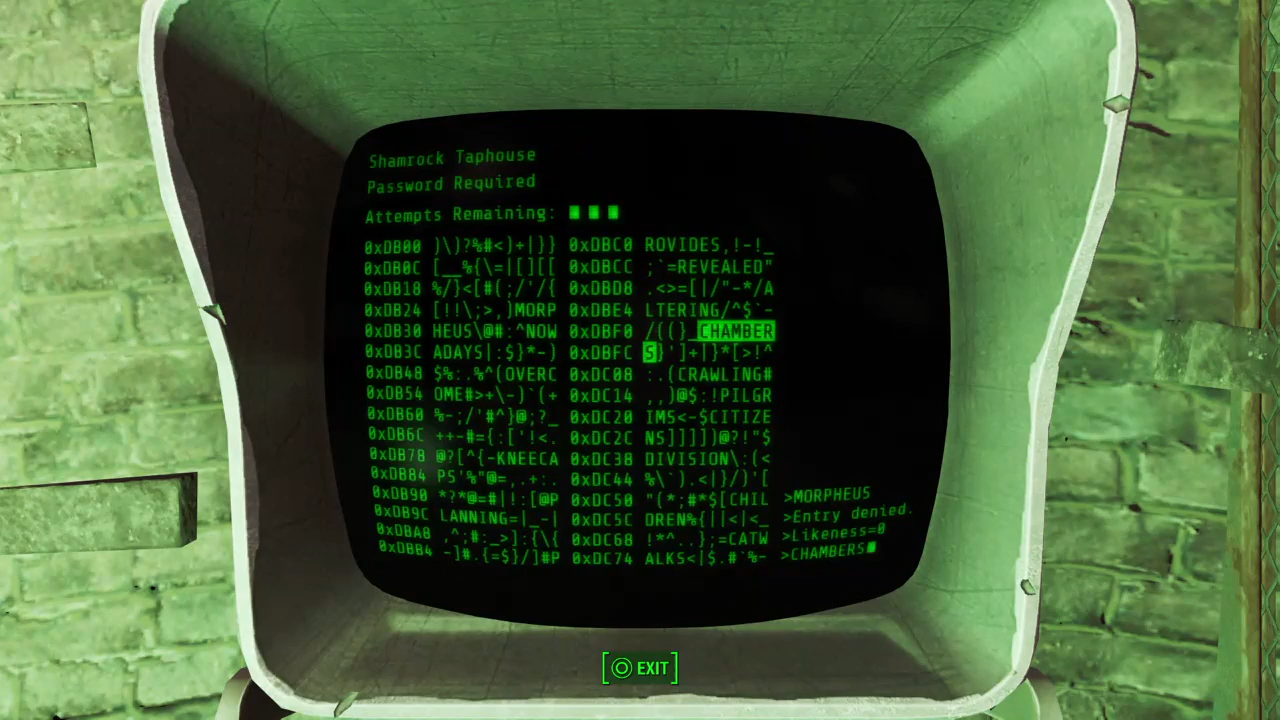 Shamrock Taphouse
Password Required
Attempts Remaining: ■ ■ ■
0xDB00 )\)?%#<)+|}} 0xDBC0 ROVIDES,!-!_
0xDB0C [__%{\=|[][[ 0xDBCC ;`=REVEALED"
0xDB18 %/}<[#(;/'/{ 0xDBD8 .<>=[|/"-*/A
0xDB24 [!!\;>,)MORP 0xDBE4 LTERING/^$`-
0xDB30 HEUS\@#:^NOW 0xDBF0 /((}_CHAMBER
0xDB3C ADAYS|:$}*-) 0xDBFC S}']+|}*[>!^
0xDB48 $%:.%^(OVERC 0xDC08 :.(CRAWLING#
0xDB54 OME#>+\-)`(+ 0xDC14 ,,)@$:!PILGR
0xDB60 %-;/'#^}@;?_ 0xDC20 IMS<-$CITIZE
0xDB6C ++-#={:['!<. 0xDC2C NS]]]])@?!"$
0xDB78 @?[^{-KNEECA 0xDC38 DIVISION\:(<
0xDB84 PS'%"@=,.+:. 0xDC44 %\`).<|}/)'[
0xDB90 *?*@=#|!:[@P 0xDC50 "(*;#*$[CHIL
0xDB9C LANNING=|_-| 0xDC5C DREN%{||<|<_
0xDBA8 ,^;#:_>]:{\{ 0xDC68 !*^..};=CATW
0xDBB4 -]#.{=$}/]#P 0xDC74 ALKS<|$.#`%-
>MORPHEUS
>Entry denied.
>Likeness=0
>CHAMBERS■
[◎ EXIT]